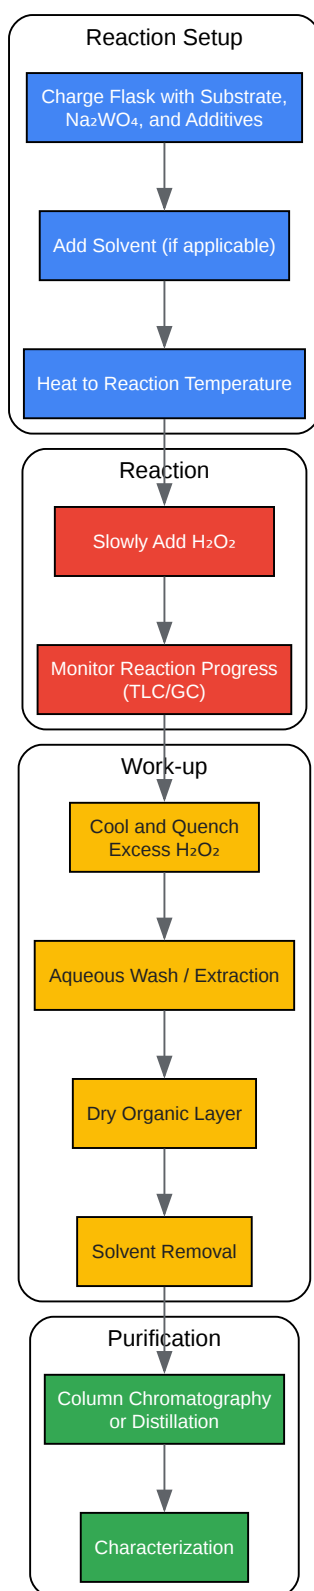 Reaction Setup
Charge Flask with Substrate,
Na₂WO₄, and Additives
Add Solvent (if applicable)
Heat to Reaction Temperature
Reaction
Slowly Add H₂O₂
Monitor Reaction Progress
(TLC/GC)
Work-up
Cool and Quench
Excess H₂O₂
Aqueous Wash / Extraction
Dry Organic Layer
Solvent Removal
Purification
Column Chromatography
or Distillation
Characterization